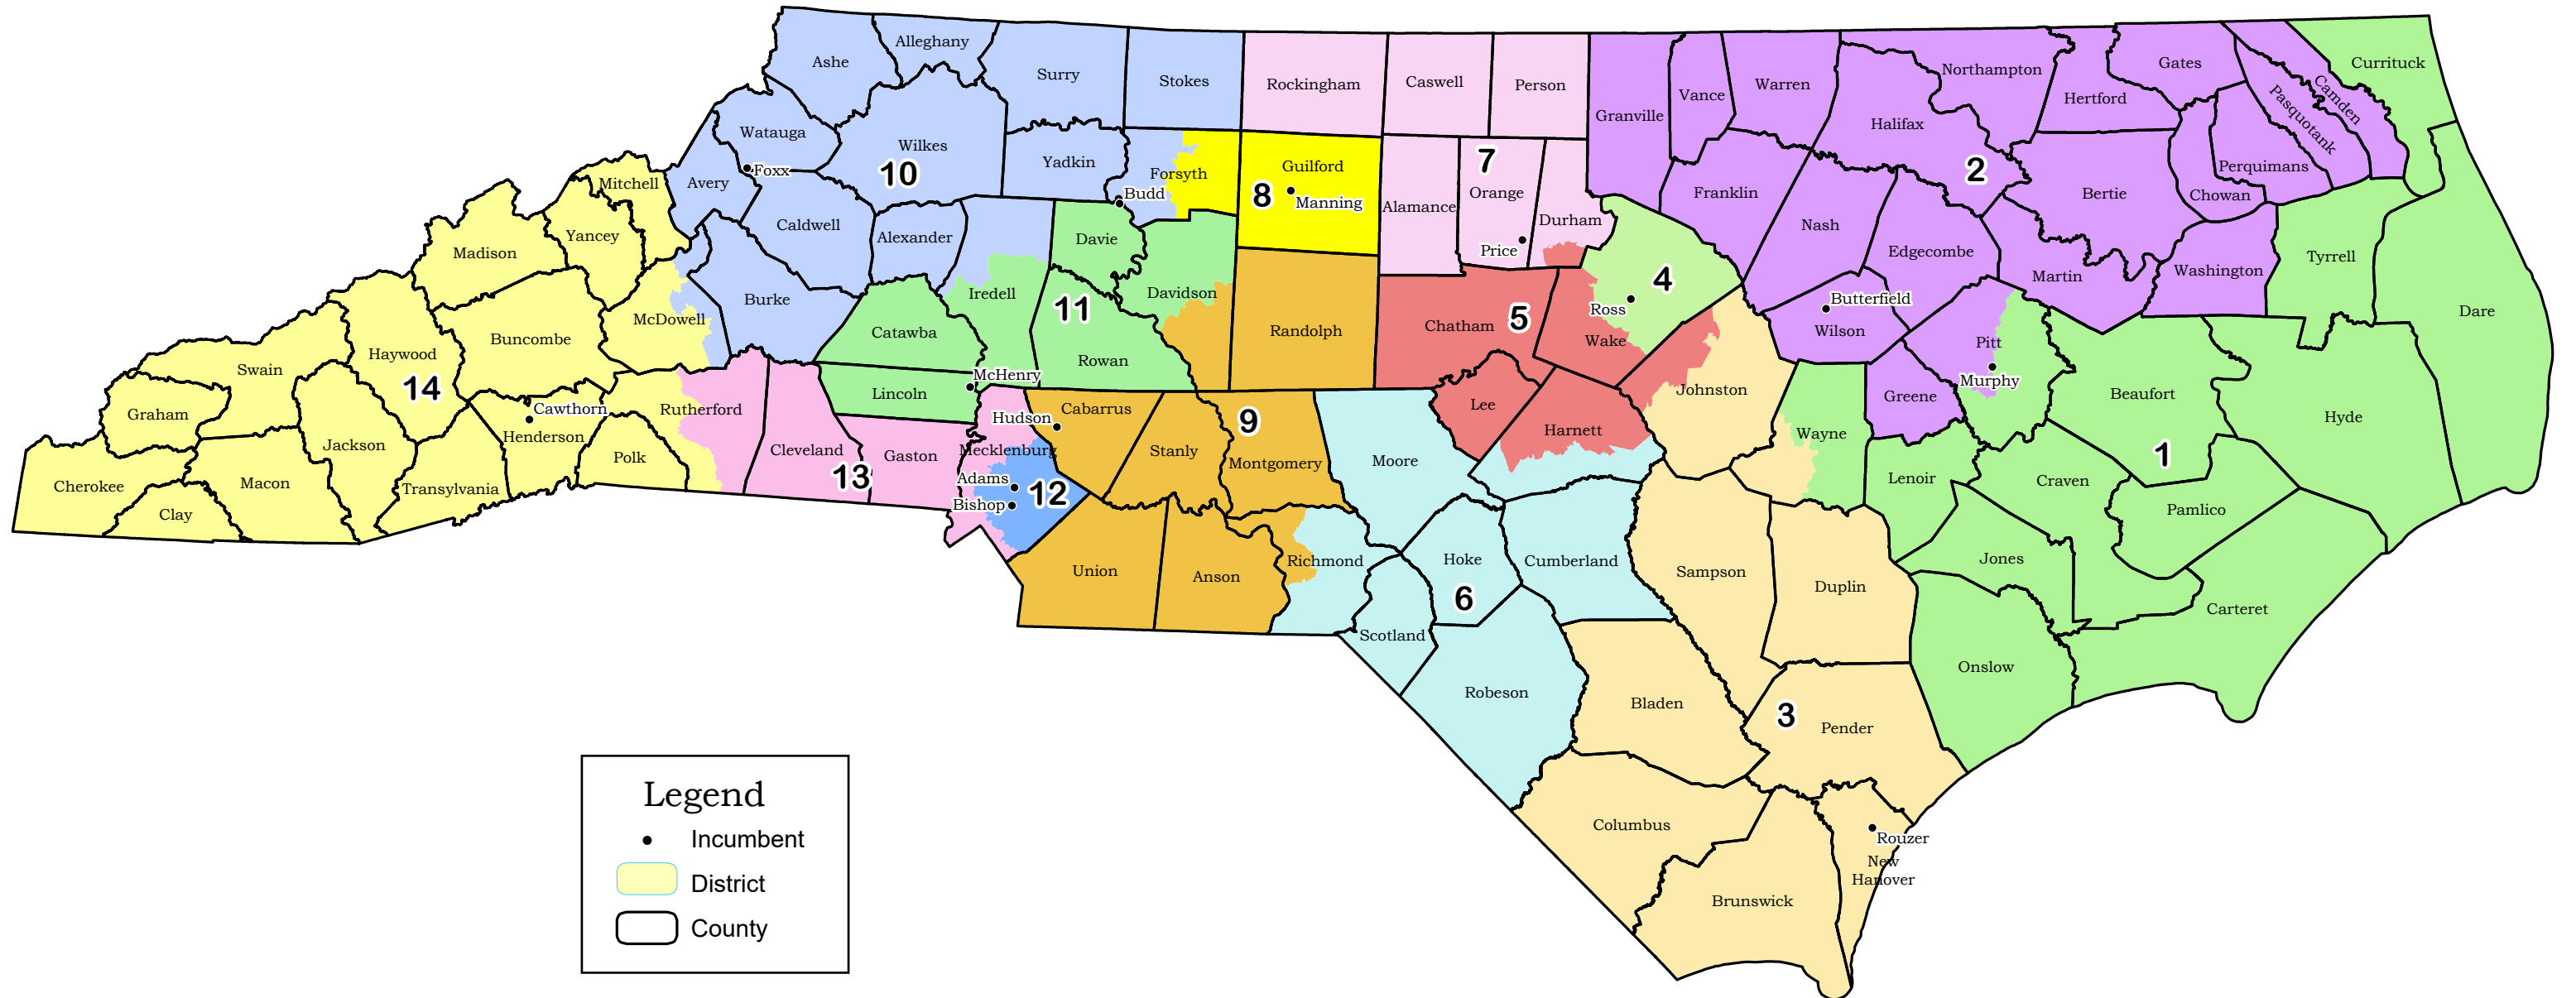 Ashe
Alleghany
Surry
Stokes
Rockingham
Caswell
Person
Granville
Vance
Warren
Northampton
Halifax
Hertford
Gates
Pasquotank
Camden
Currituck
Perquimans
Chowan
Bertie
2
Watauga
Foxx
Wilkes
10
Yadkin
Forsyth
Budd
Guilford
8
Manning
Alamance
7
Orange
Price
Durham
Franklin
Nash
Edgecombe
Martin
Washington
Tyrrell
Dare
Mitchell
Avery
Yancey
Madison
Caldwell
Alexander
Burke
McDowell
Buncombe
Haywood
14
Swain
Graham
Cherokee
Clay
Macon
Jackson
Transylvania
Henderson
Cawthorn
Polk
Rutherford
Cleveland
13
Gaston
Lincoln
Catawba
Iredell
McHenry
Davie
11
Rowan
Davidson
Randolph
Chatham
5
Ross
4
Wake
Lee
Harnett
Johnston
Butterfield
Wilson
Greene
Pitt
Murphy
Wayne
Lenoir
Craven
Beaufort
1
Pamlico
Hyde
Jones
Carteret
Onslow
Hudson
Mecklenburg
Adams
Bishop
12
Cabarrus
Stanly
9
Montgomery
Union
Anson
Richmond
Moore
Scotland
Hoke
6
Cumberland
Robeson
Sampson
Duplin
Bladen
3
Pender
Columbus
Brunswick
Rouzer
New
Hanover
Legend
Incumbent
District
County